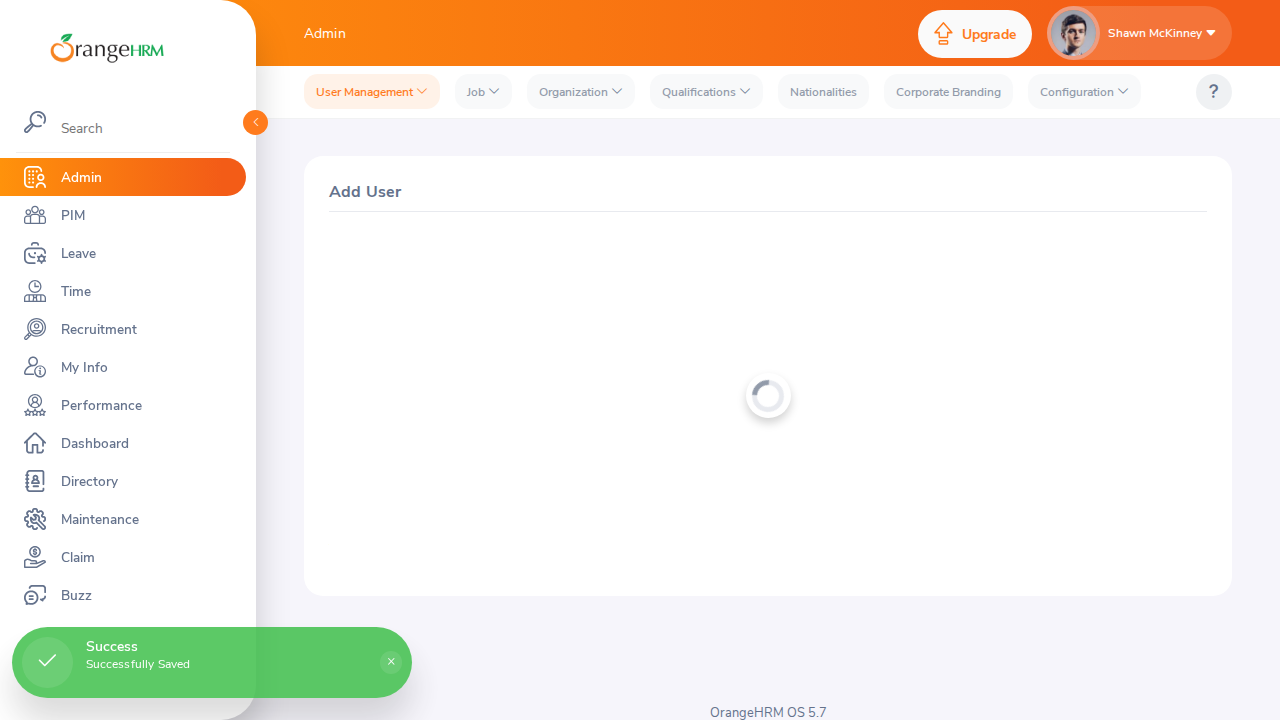 OrangeHRM
Admin
Upgrade
Shawn McKinney
User Management
Job
Organization
Qualifications
Nationalities
Corporate Branding
Configuration
?
Search
Admin
PIM
Leave
Time
Recruitment
My Info
Performance
Dashboard
Directory
Maintenance
Claim
Buzz
Add User
Success
Successfully Saved
×
OrangeHRM OS 5.7